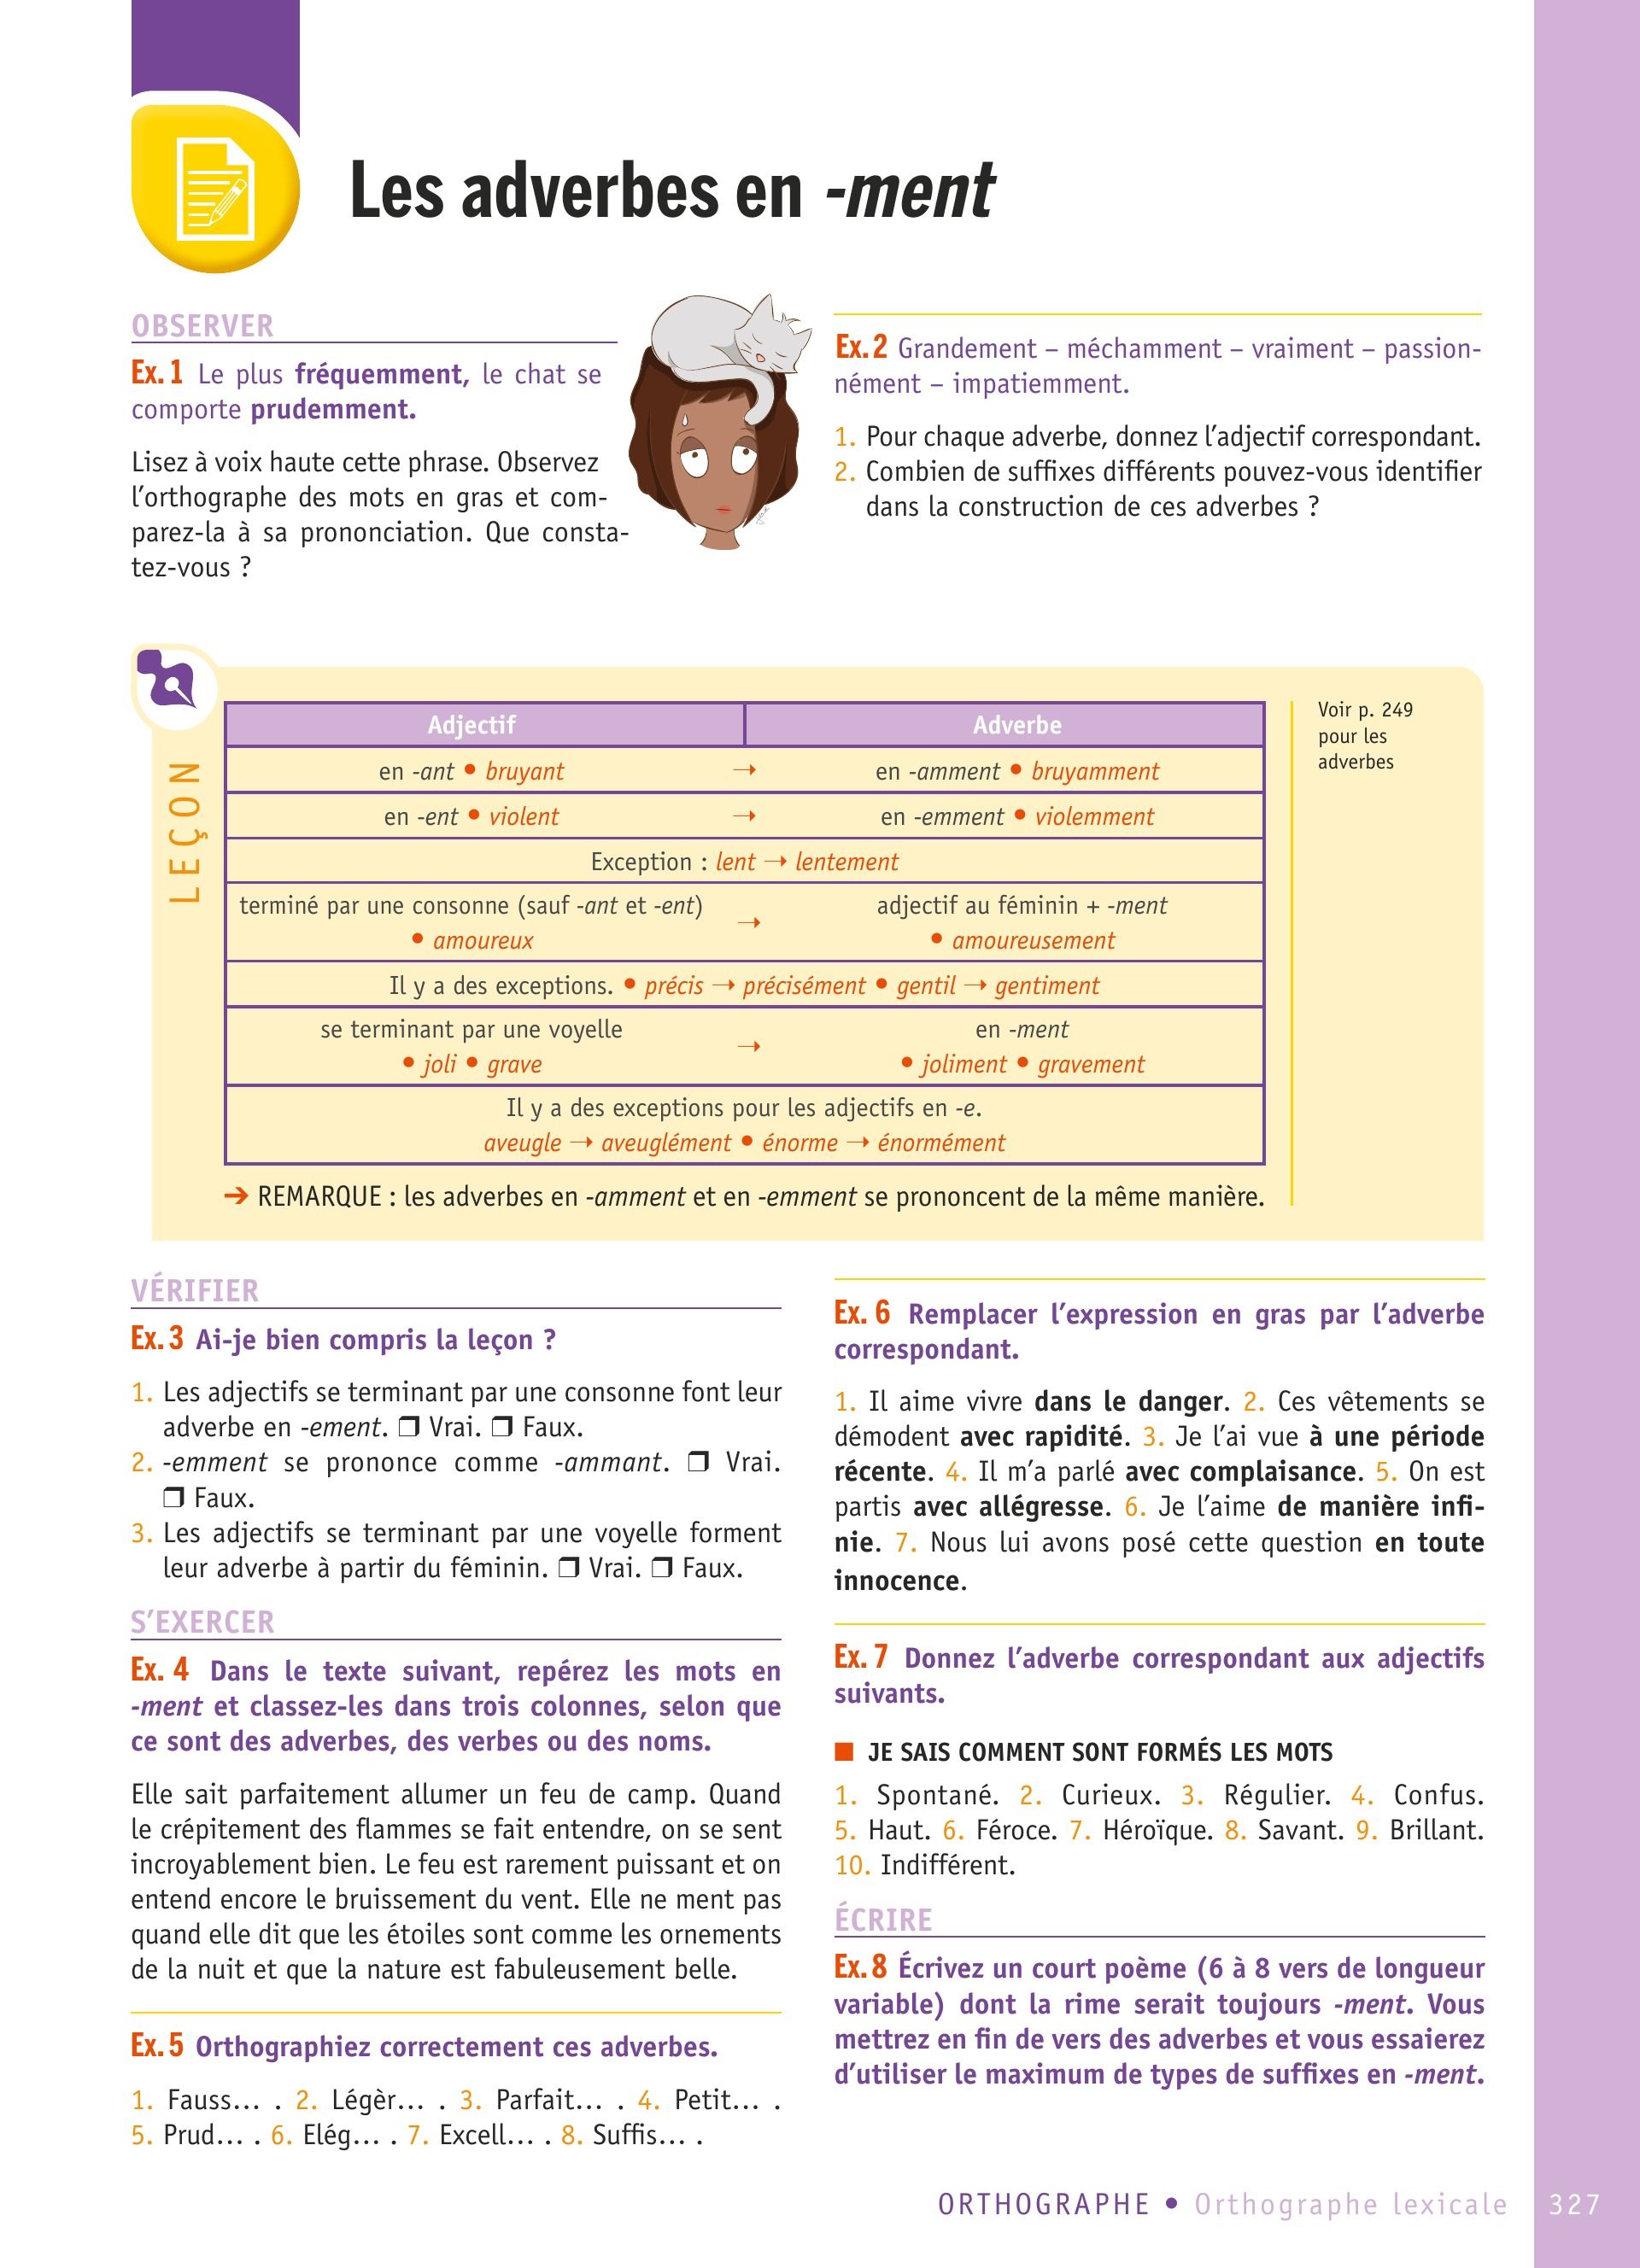 Les adverbes en -ment
OBSERVER
Ex. 1 Le plus fréquemment, le chat se
comporte prudemment.
Lisez à voix haute cette phrase. Observez
l’orthographe des mots en gras et com-
parez-la à sa prononciation. Que consta-
tez-vous ?
Ex. 2 Grandement – méchamment – vraiment – passion-
nément – impatiemment.
1. Pour chaque adverbe, donnez l’adjectif correspondant.
2. Combien de suffixes différents pouvez-vous identifier
dans la construction de ces adverbes ?
LEÇON
Adjectif Adverbe
en -ant • bruyant → en -amment • bruyamment
en -ent • violent → en -emment • violemment
Exception : lent → lentement
terminé par une consonne (sauf -ant et -ent) → adjectif au féminin + -ment
• amoureux • amoureusement
Il y a des exceptions. • précis → précisément • gentil → gentiment
se terminant par une voyelle → en -ment
• joli • grave • joliment • gravement
Il y a des exceptions pour les adjectifs en -e.
aveugle → aveuglément • énorme → énormément
➔ REMARQUE : les adverbes en -amment et en -emment se prononcent de la même manière.
Voir p. 249
pour les
adverbes
VÉRIFIER
Ex. 3 Ai-je bien compris la leçon ?
1. Les adjectifs se terminant par une consonne font leur
adverbe en -ement. ❒ Vrai. ❒ Faux.
2. -emment se prononce comme -ammant. ❒ Vrai.
❒ Faux.
3. Les adjectifs se terminant par une voyelle forment
leur adverbe à partir du féminin. ❒ Vrai. ❒ Faux.
S’EXERCER
Ex. 4 Dans le texte suivant, repérez les mots en
-ment et classez-les dans trois colonnes, selon que
ce sont des adverbes, des verbes ou des noms.
Elle sait parfaitement allumer un feu de camp. Quand
le crépitement des flammes se fait entendre, on se sent
incroyablement bien. Le feu est rarement puissant et on
entend encore le bruissement du vent. Elle ne ment pas
quand elle dit que les étoiles sont comme les ornements
de la nuit et que la nature est fabuleusement belle.
Ex. 5 Orthographiez correctement ces adverbes.
1. Fauss… . 2. Légèr… . 3. Parfait… . 4. Petit… .
5. Prud… . 6. Elég… . 7. Excell… . 8. Suffis… .
Ex. 6 Remplacer l’expression en gras par l’adverbe
correspondant.
1. Il aime vivre dans le danger. 2. Ces vêtements se
démodent avec rapidité. 3. Je l’ai vue à une période
récente. 4. Il m’a parlé avec complaisance. 5. On est
partis avec allégresse. 6. Je l’aime de manière infi-
nie. 7. Nous lui avons posé cette question en toute
innocence.
Ex. 7 Donnez l’adverbe correspondant aux adjectifs
suivants.
■ JE SAIS COMMENT SONT FORMÉS LES MOTS
1. Spontané. 2. Curieux. 3. Régulier. 4. Confus.
5. Haut. 6. Féroce. 7. Héroïque. 8. Savant. 9. Brillant.
10. Indifférent.
ÉCRIRE
Ex. 8 Écrivez un court poème (6 à 8 vers de longueur
variable) dont la rime serait toujours -ment. Vous
mettrez en fin de vers des adverbes et vous essaierez
d’utiliser le maximum de types de suffixes en -ment.
ORTHOGRAPHE • Orthographe lexicale 327